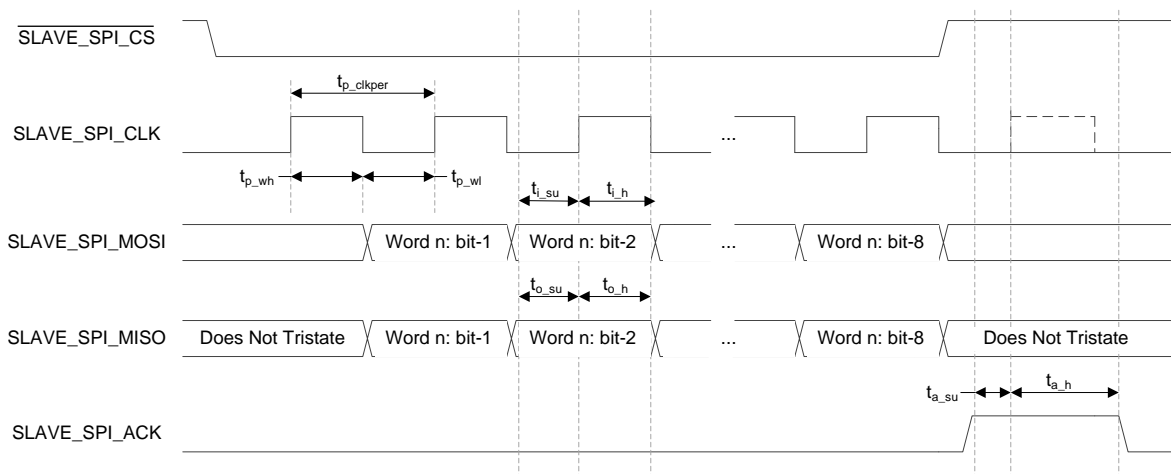 SLAVE_SPI_CS
t_p_clkper
SLAVE_SPI_CLK
...
t_p_wh
t_p_wl
t_i_su
t_i_h
SLAVE_SPI_MOSI
Word n: bit-1
Word n: bit-2
...
Word n: bit-8
t_o_su
t_o_h
SLAVE_SPI_MISO
Does Not Tristate
Word n: bit-1
Word n: bit-2
...
Word n: bit-8
Does Not Tristate
t_a_su
t_a_h
SLAVE_SPI_ACK